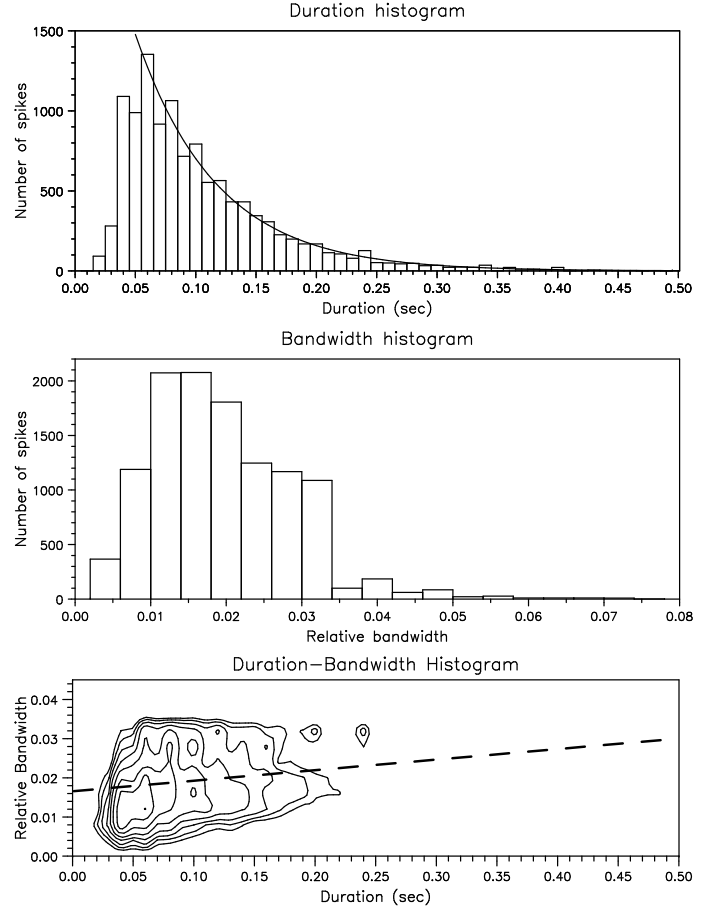 Duration histogram
Number of spikes
1500
1000
500
0
0.00 0.05 0.10 0.15 0.20 0.25 0.30 0.35 0.40 0.45 0.50
Duration (sec)
Bandwidth histogram
Number of spikes
2000
1500
1000
500
0
0.00 0.01 0.02 0.03 0.04 0.05 0.06 0.07 0.08
Relative bandwidth
Duration−Bandwidth Histogram
Relative Bandwidth
0.04
0.03
0.02
0.01
0.00
0.00 0.05 0.10 0.15 0.20 0.25 0.30 0.35 0.40 0.45 0.50
Duration (sec)